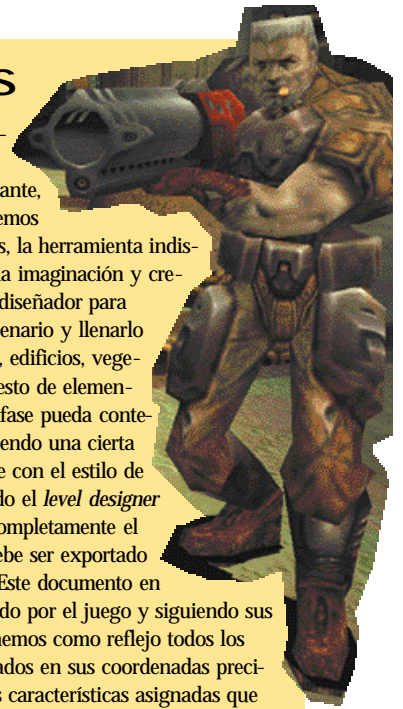 s
ante,
emos
s, la herramienta indis-
a imaginación y cre-
diseñador para
enario y llenarlo
, edificios, vege-
esto de elemen-
fase pueda conte-
endo una cierta
e con el estilo de
do el level designer
ompletamente el
ebe ser exportado
Este documento en
do por el juego y siguiendo sus
nemos como reflejo todos los
ados en sus coordenadas preci-
s características asignadas que